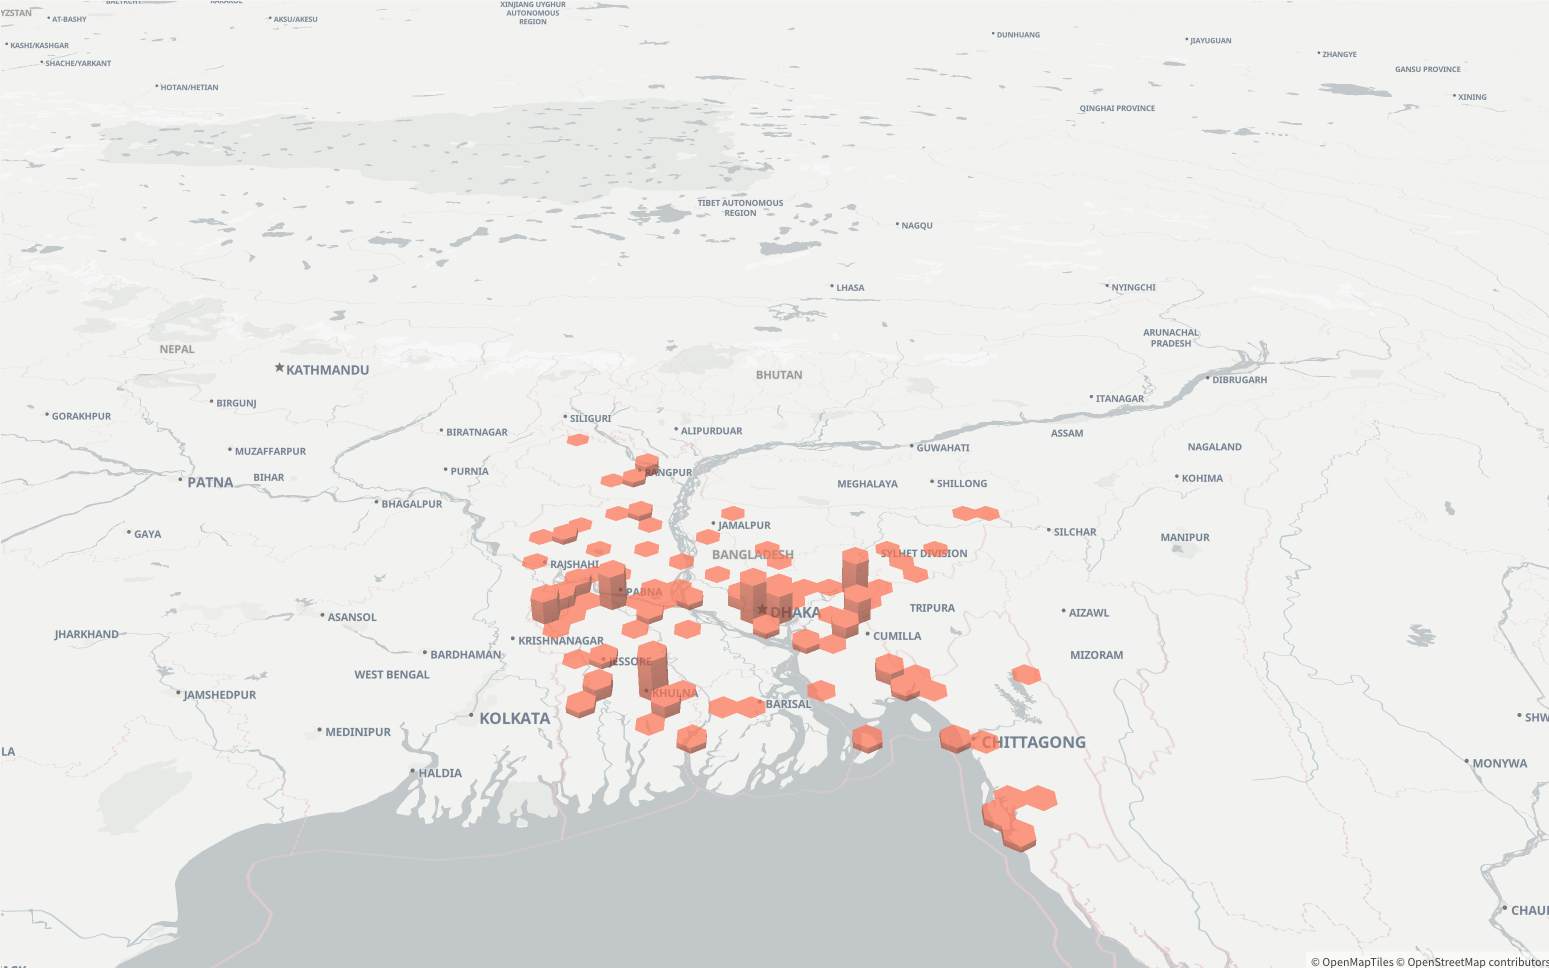 XINJIANG UYGHUR
AUTONOMOUS
REGION
YZSTAN
AT-BASHY
AKSU/AKESU
DUNHUANG
JIAYUGUAN
KASHI/KASHGAR
ZHANGYE
SHACHE/YARKANT
GANSU PROVINCE
HOTAN/HETIAN
XINING
QINGHAI PROVINCE
TIBET AUTONOMOUS
REGION
NAGQU
LHASA
NYINGCHI
ARUNACHAL
PRADESH
NEPAL
KATHMANDU
BHUTAN
DIBRUGARH
BIRGUNJ
ITANAGAR
GORAKHPUR
SILIGURI
BIRATNAGAR
ALIPURDUAR
ASSAM
MUZAFFARPUR
GUWAHATI
NAGALAND
PURNIA
RANGPUR
BIHAR
KOHIMA
PATNA
MEGHALAYA
SHILLONG
BHAGALPUR
JAMALPUR
GAYA
SILCHAR
MANIPUR
BANGLADESH
SYLHET DIVISION
RAJSHAHI
PABNA
TRIPURA
DHAKA
AIZAWL
ASANSOL
JHARKHAND
CUMILLA
KRISHNANAGAR
BARDHAMAN
MIZORAM
JESSORE
WEST BENGAL
JAMSHEDPUR
KHULNA
BARISAL
KOLKATA
SHW
MEDINIPUR
CHITTAGONG
LA
MONYWA
HALDIA
CHAU
© OpenMapTiles © OpenStreetMap contributors